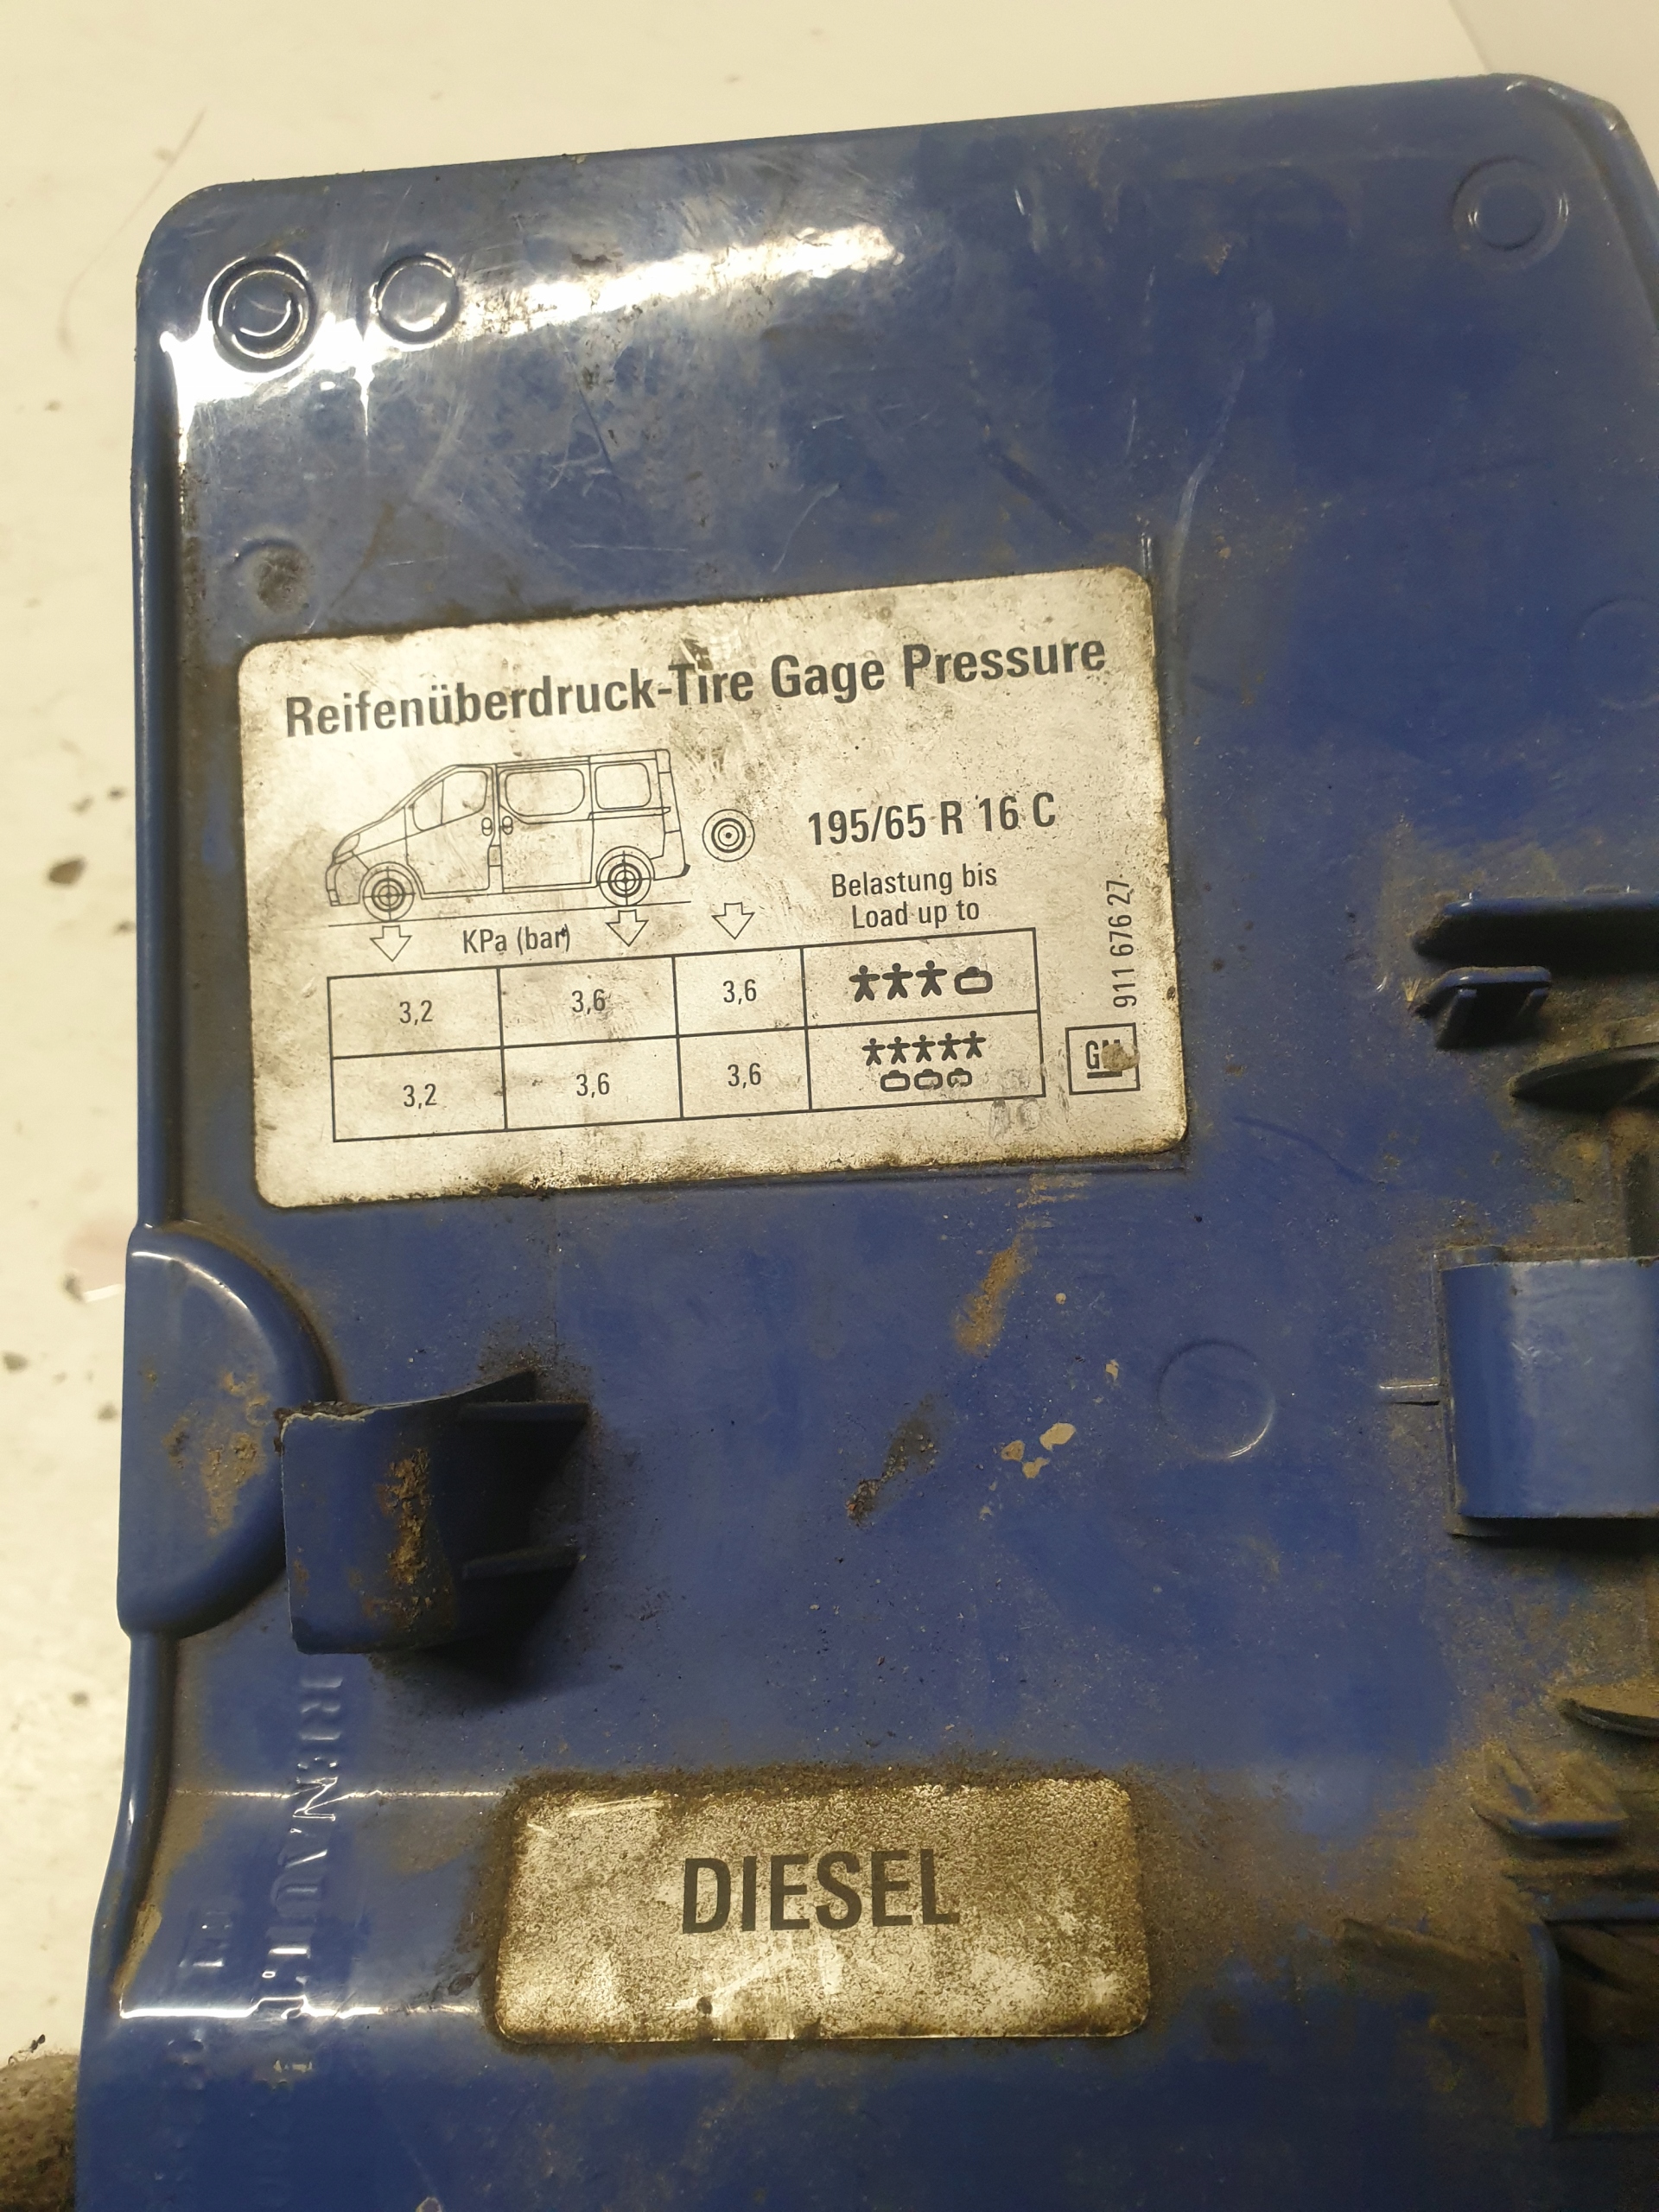 Reifenüberdruck-Tire Gage Pressure
195/65 R 16 C
Belastung bis
Load up to
KPa (bar)
3,2 3,6 3,6
3,2 3,6 3,6
911 676 27
GM
RENAULT
DIESEL